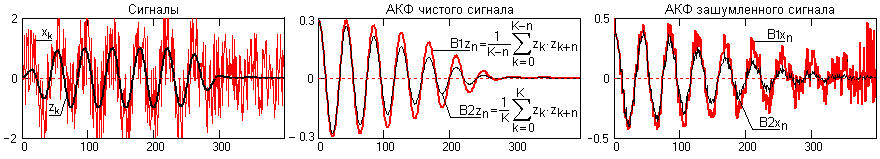 Сигналы
2
0
-2
x_k
z_k
0 100 200 300
АКФ чистого сигнала
0.3
0
-0.3
B1z_n = 1/(K-n) ∑_{k=0}^{K-n} z_k · z_{k+n}
B2z_n = 1/K ∑_{k=0}^{K} z_k · z_{k+n}
0 100 200 300
АКФ зашумленного сигнала
0.5
0
-0.5
B1x_n
B2x_n
0 100 200 300